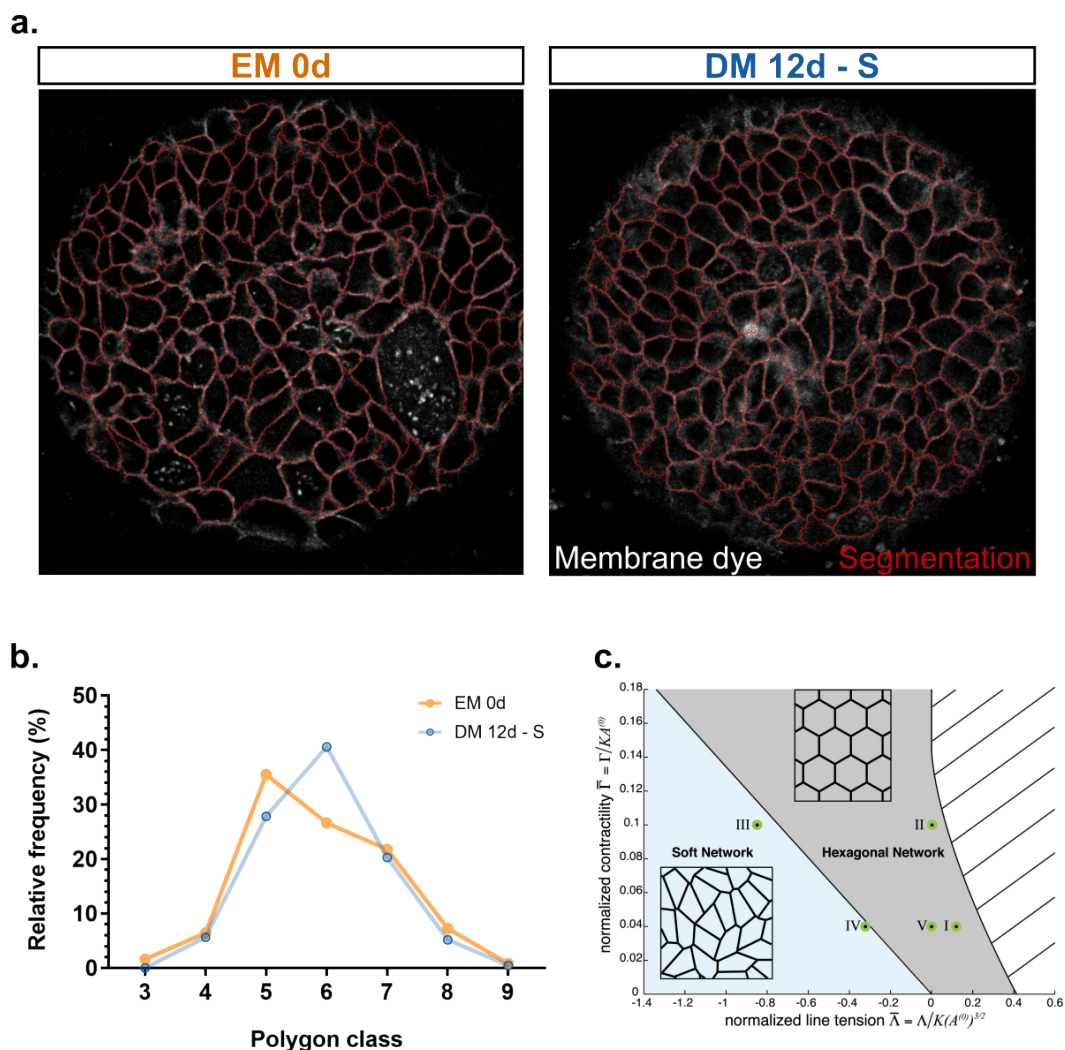 a.
EM 0d
DM 12d - S
Membrane dye
Segmentation
b.
Relative frequency (%)
50
40
30
20
10
0
3 4 5 6 7 8 9
Polygon class
EM 0d
DM 12d - S
c.
normalized contractility Γ̅ = Γ/KA⁽⁰⁾
0.18
0.16
0.14
0.12
0.1
0.08
0.06
0.04
0.02
0
III
II
Soft Network
Hexagonal Network
IV
V
I
-1.4 -1.2 -1 -0.8 -0.6 -0.4 -0.2 0 0.2 0.4 0.6
normalized line tension Λ̅ = Λ/K(A⁽⁰⁾)³ᐟ²